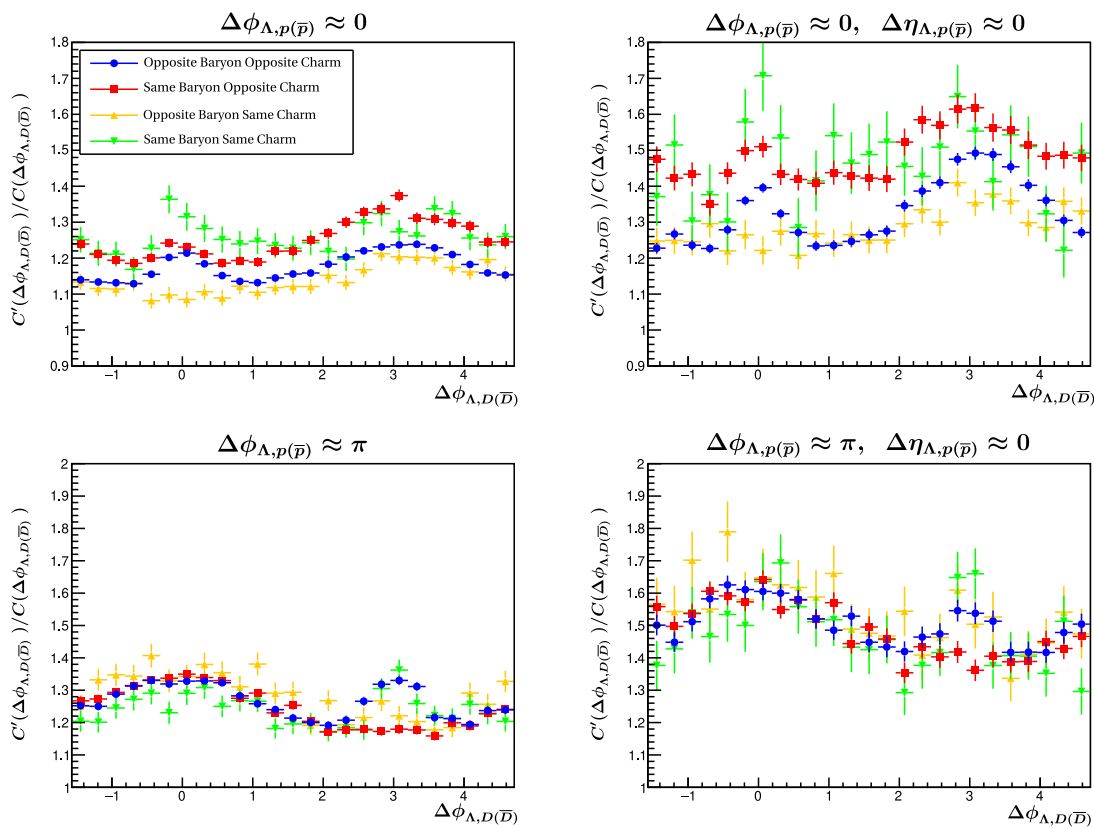 Δϕ_{Λ,p(p̅)} ≈ 0
C′(Δϕ_{Λ,D(D̅)})/C(Δϕ_{Λ,D(D̅)})
1.8
1.7
1.6
1.5
1.4
1.3
1.2
1.1
1
0.9
Opposite Baryon Opposite Charm
Same Baryon Opposite Charm
Opposite Baryon Same Charm
Same Baryon Same Charm
−1 0 1 2 3 4
Δϕ_{Λ,D(D̅)}
Δϕ_{Λ,p(p̅)} ≈ 0, Δη_{Λ,p(p̅)} ≈ 0
C′(Δϕ_{Λ,D(D̅)})/C(Δϕ_{Λ,D(D̅)})
1.8
1.7
1.6
1.5
1.4
1.3
1.2
1.1
1
0.9
−1 0 1 2 3 4
Δϕ_{Λ,D(D̅)}
Δϕ_{Λ,p(p̅)} ≈ π
C′(Δϕ_{Λ,D(D̅)})/C(Δϕ_{Λ,D(D̅)})
2
1.9
1.8
1.7
1.6
1.5
1.4
1.3
1.2
1.1
1
−1 0 1 2 3 4
Δϕ_{Λ,D(D̅)}
Δϕ_{Λ,p(p̅)} ≈ π, Δη_{Λ,p(p̅)} ≈ 0
C′(Δϕ_{Λ,D(D̅)})/C(Δϕ_{Λ,D(D̅)})
2
1.9
1.8
1.7
1.6
1.5
1.4
1.3
1.2
1.1
1
−1 0 1 2 3 4
Δϕ_{Λ,D(D̅)}